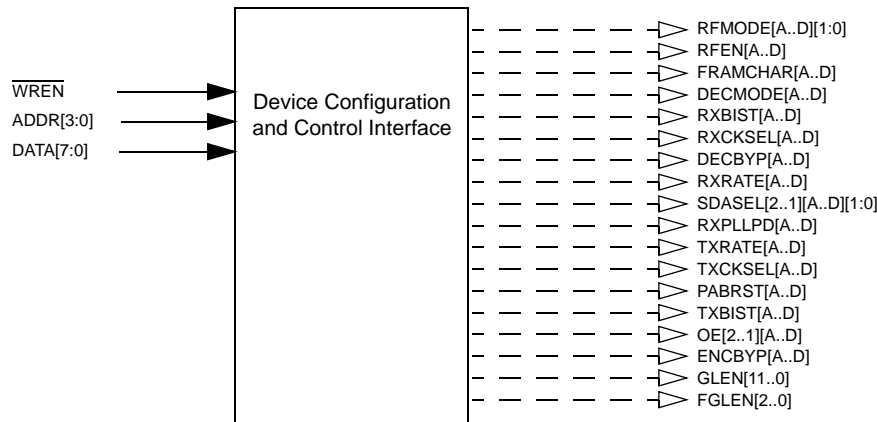 RFMODE[A..D][1:0]
RFEN[A..D]
FRAMCHAR[A..D]
DECMODE[A..D]
RXBIST[A..D]
RXCKSEL[A..D]
DECBYP[A..D]
RXRATE[A..D]
SDASEL[2..1][A..D][1:0]
RXPLLPD[A..D]
TXRATE[A..D]
TXCKSEL[A..D]
PABRST[A..D]
TXBIST[A..D]
OE[2..1][A..D]
ENCBYP[A..D]
GLEN[11..0]
FGLEN[2..0]
WREN
ADDR[3:0]
DATA[7:0]
Device Configuration
and Control Interface